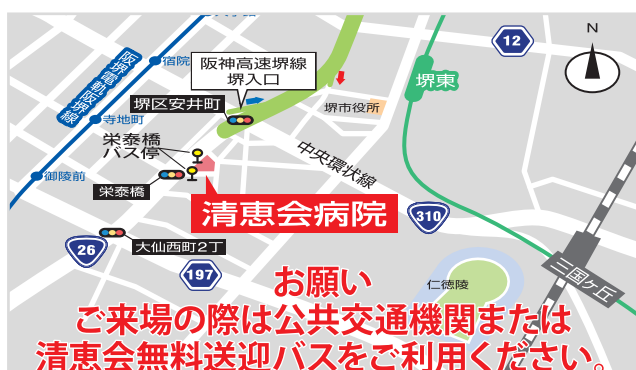 宿院
阪堺電軌阪堺線
阪神高速堺線
堺入口
12
N
堺東
堺区安井町
堺市役所
寺地町
栄泰橋
バス停
中央環状線
御陵前
栄泰橋
清恵会病院
310
26
大仙西町2丁
197
仁徳陵
三国ヶ丘
お願い
ご来場の際は公共交通機関または
清恵会無料送迎バスをご利用ください。